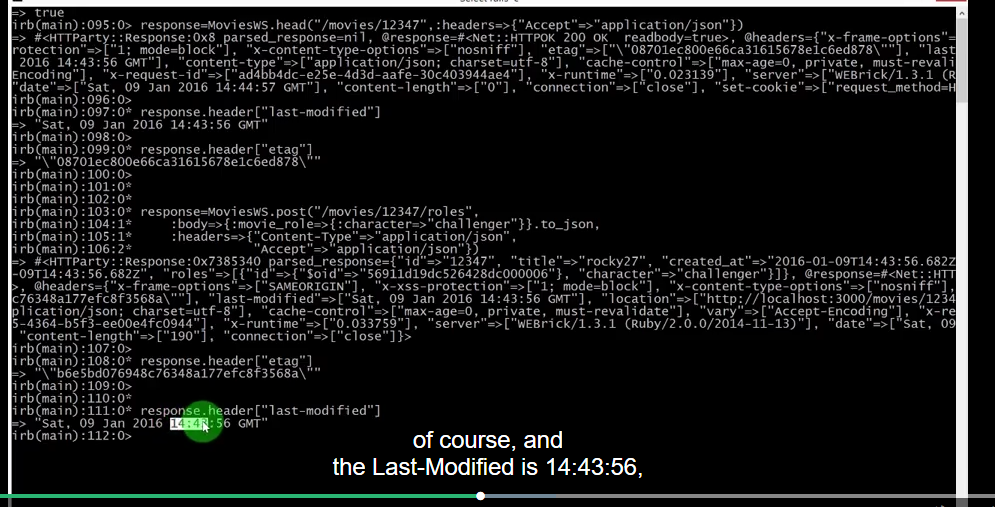 => true
irb(main):095:0> response=MoviesWS.head("/movies/12347",:headers=>{"Accept"=>"application/json"})
=> #<HTTParty::Response:0x8 parsed_response=nil, @response=#<Net::HTTPOK 200 OK  readbody=true>, @headers={"x-frame-options"=
rotection"=>["1; mode=block"], "x-content-type-options"=>["nosniff"], "etag"=>["\"08701ec800e66ca31615678e1c6ed878\""], "last
 2016 14:43:56 GMT"], "content-type"=>["application/json; charset=utf-8"], "cache-control"=>["max-age=0, private, must-revali
Encoding"], "x-request-id"=>["ad4bb4dc-e25e-4d3d-aafe-30c403944ae4"], "x-runtime"=>["0.023139"], "server"=>["WEBrick/1.3.1 (R
"date"=>["Sat, 09 Jan 2016 14:44:57 GMT"], "content-length"=>["0"], "connection"=>["close"], "set-cookie"=>["request_method=H
irb(main):096:0>
irb(main):097:0* response.header["last-modified"]
=> "Sat, 09 Jan 2016 14:43:56 GMT"
irb(main):098:0>
irb(main):099:0* response.header["etag"]
=> "\"08701ec800e66ca31615678e1c6ed878\""
irb(main):100:0>
irb(main):101:0*
irb(main):102:0*
irb(main):103:0* response=MoviesWS.post("/movies/12347/roles",
irb(main):104:1*     :body=>{:movie_role=>{:character=>"challenger"}}.to_json,
irb(main):105:1*     :headers=>{"Content-Type"=>"application/json",
irb(main):106:2*                "Accept"=>"application/json"})
=> #<HTTParty::Response:0x7385340 parsed_response={"id"=>"12347", "title"=>"rocky27", "created_at"=>"2016-01-09T14:43:56.682Z
-09T14:43:56.682Z", "roles"=>[{"id"=>{"$oid"=>"56911d19dc526428dc000006"}, "character"=>"challenger"}]}, @response=#<Net::HTT
>, @headers={"x-frame-options"=>["SAMEORIGIN"], "x-xss-protection"=>["1; mode=block"], "x-content-type-options"=>["nosniff"],
c76348a177efc8f3568a\""], "last-modified"=>["Sat, 09 Jan 2016 14:43:56 GMT"], "location"=>["http://localhost:3000/movies/1234
plication/json; charset=utf-8"], "cache-control"=>["max-age=0, private, must-revalidate"], "vary"=>["Accept-Encoding"], "x-re
5-4364-b5f3-ee00e4fc0944"], "x-runtime"=>["0.033759"], "server"=>["WEBrick/1.3.1 (Ruby/2.0.0/2014-11-13)"], "date"=>["Sat, 09
 "content-length"=>["190"], "connection"=>["close"]}>
irb(main):107:0>
irb(main):108:0* response.header["etag"]
=> "\"b6e5bd076948c76348a177efc8f3568a\""
irb(main):109:0>
irb(main):110:0*
irb(main):111:0* response.header["last-modified"]
=> "Sat, 09 Jan 2016 14:43:56 GMT"
irb(main):112:0>
of course, and
the Last-Modified is 14:43:56,